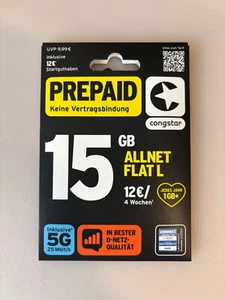 UVP 9,99 €
inklusive
12€
Startguthaben
PREPAID
Keine Vertragsbindung
congstar
15 GB
ALLNET
FLAT L
12€/
4 Wochen¹
JEDES JAHR
1GB+
Inklusive
5G
25 Mbit/s
IN BESTER
D-NETZ-
QUALITÄT